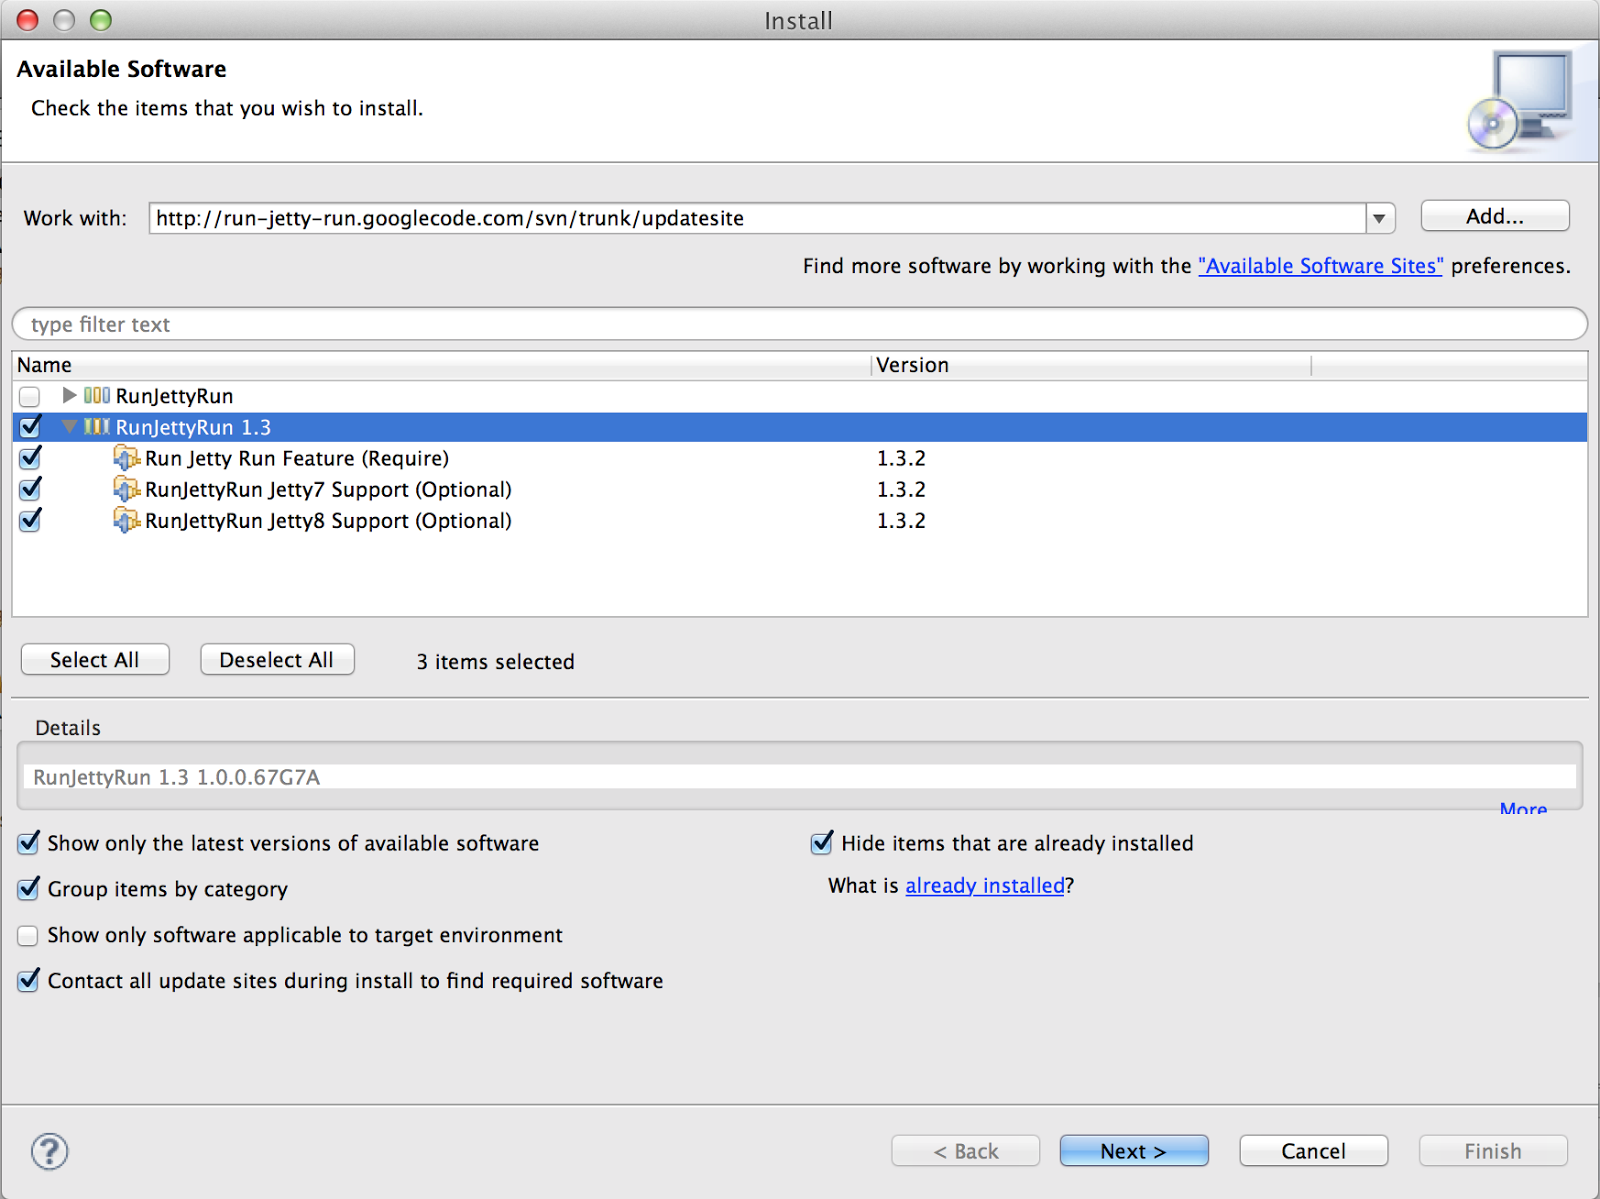 Install
Available Software
Check the items that you wish to install.
Work with: http://run-jetty-run.googlecode.com/svn/trunk/updatesite Add...
Find more software by working with the "Available Software Sites" preferences.
type filter text
Name Version
RunJettyRun
RunJettyRun 1.3
Run Jetty Run Feature (Require) 1.3.2
RunJettyRun Jetty7 Support (Optional) 1.3.2
RunJettyRun Jetty8 Support (Optional) 1.3.2
Select All Deselect All 3 items selected
Details
RunJettyRun 1.3 1.0.0.67G7A
More
Show only the latest versions of available software Hide items that are already installed
Group items by category What is already installed?
Show only software applicable to target environment
Contact all update sites during install to find required software
? < Back Next > Cancel Finish